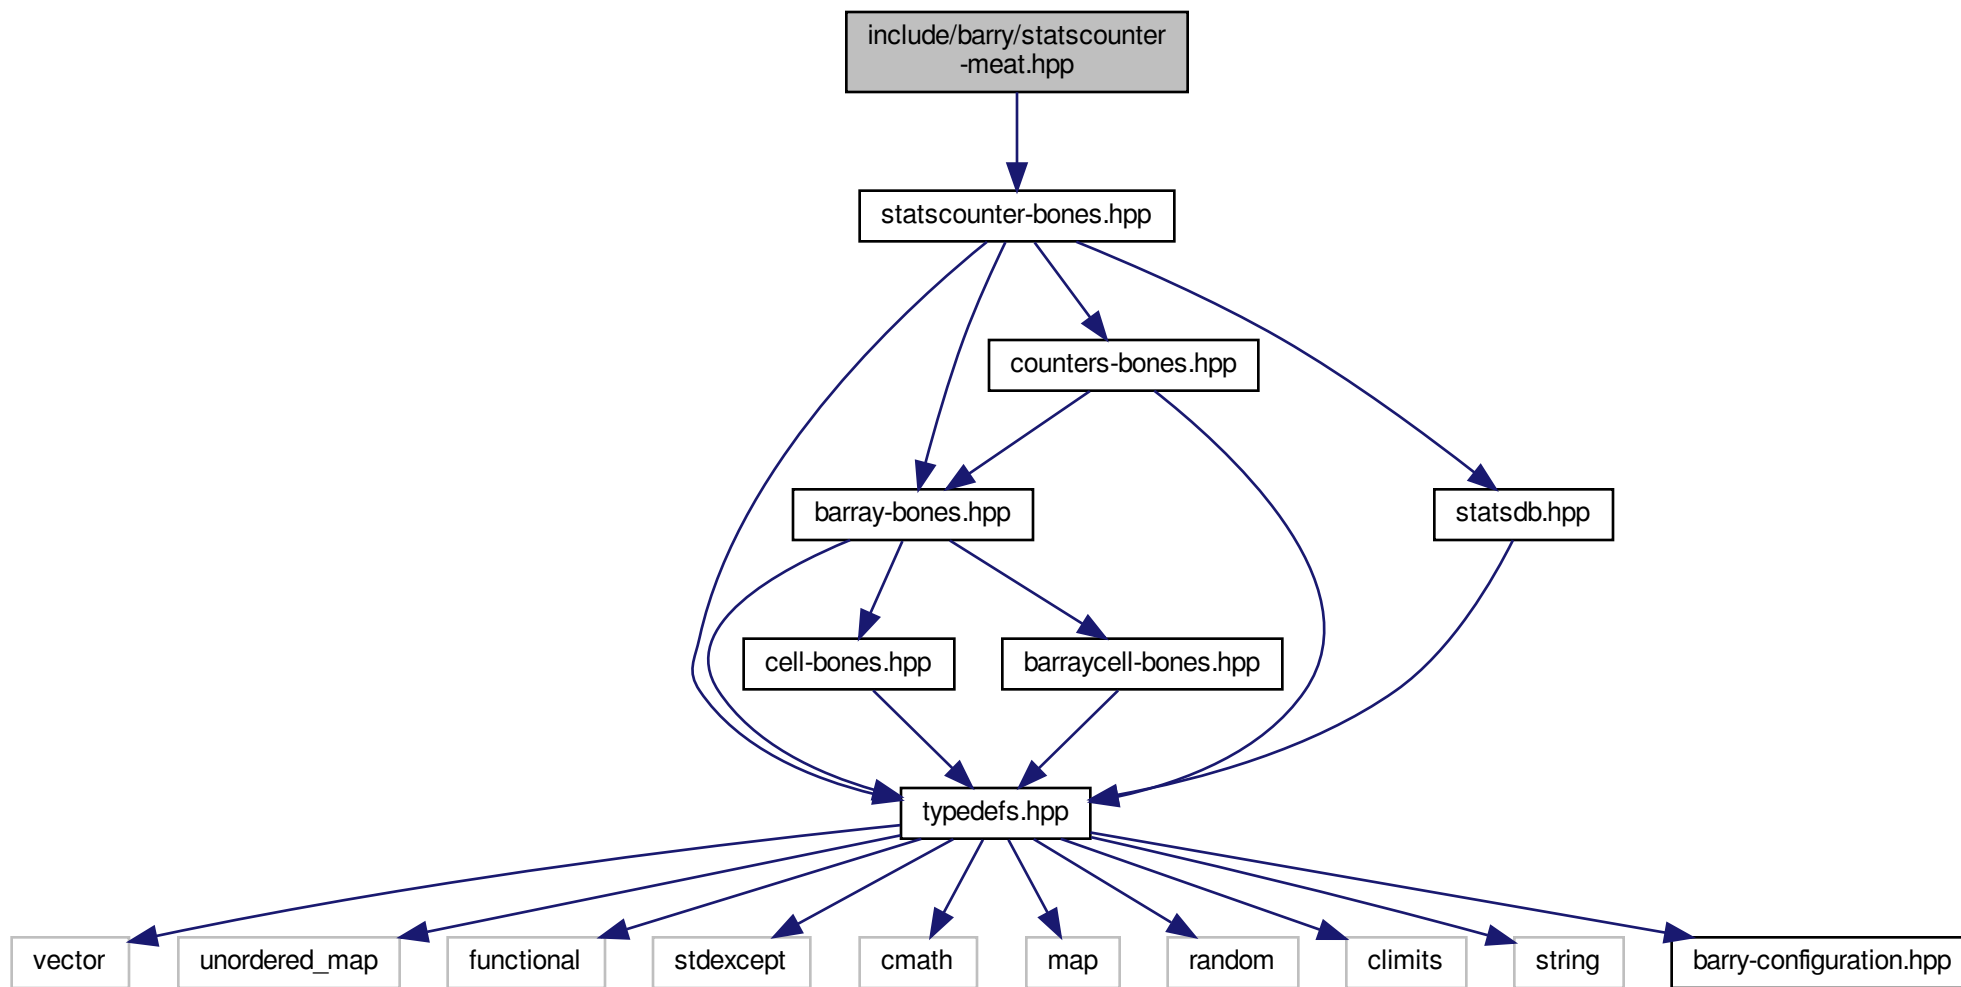 include/barry/statscounter
-meat.hpp
statscounter-bones.hpp
counters-bones.hpp
barray-bones.hpp
statsdb.hpp
cell-bones.hpp
barraycell-bones.hpp
typedefs.hpp
vector
unordered_map
functional
stdexcept
cmath
map
random
climits
string
barry-configuration.hpp